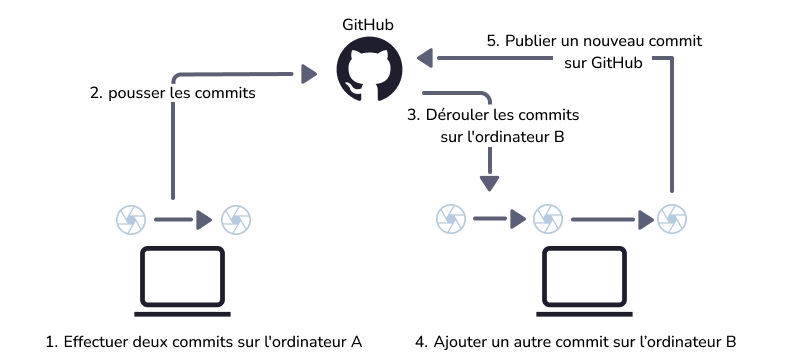 GitHub
5. Publier un nouveau commit
sur GitHub
2. pousser les commits
3. Dérouler les commits
sur l'ordinateur B
1. Effectuer deux commits sur l'ordinateur A
4. Ajouter un autre commit sur l’ordinateur B